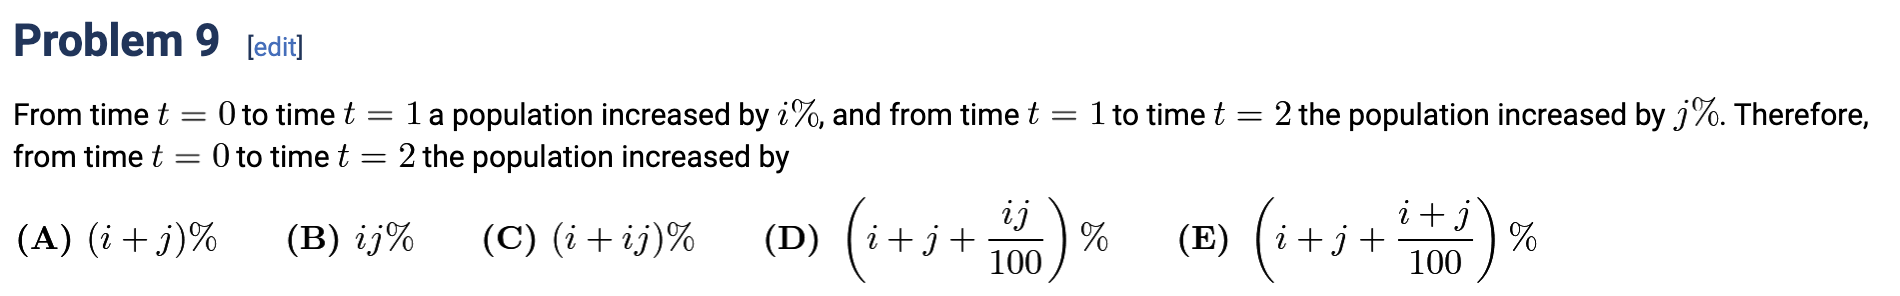 Problem 9 [edit]
From time t = 0 to time t = 1 a population increased by i%, and from time t = 1 to time t = 2 the population increased by j%. Therefore,
from time t = 0 to time t = 2 the population increased by
(A) (i + j)% (B) ij% (C) (i + ij)% (D) (i + j + \frac{ij}{100})% (E) (i + j + \frac{i + j}{100})%